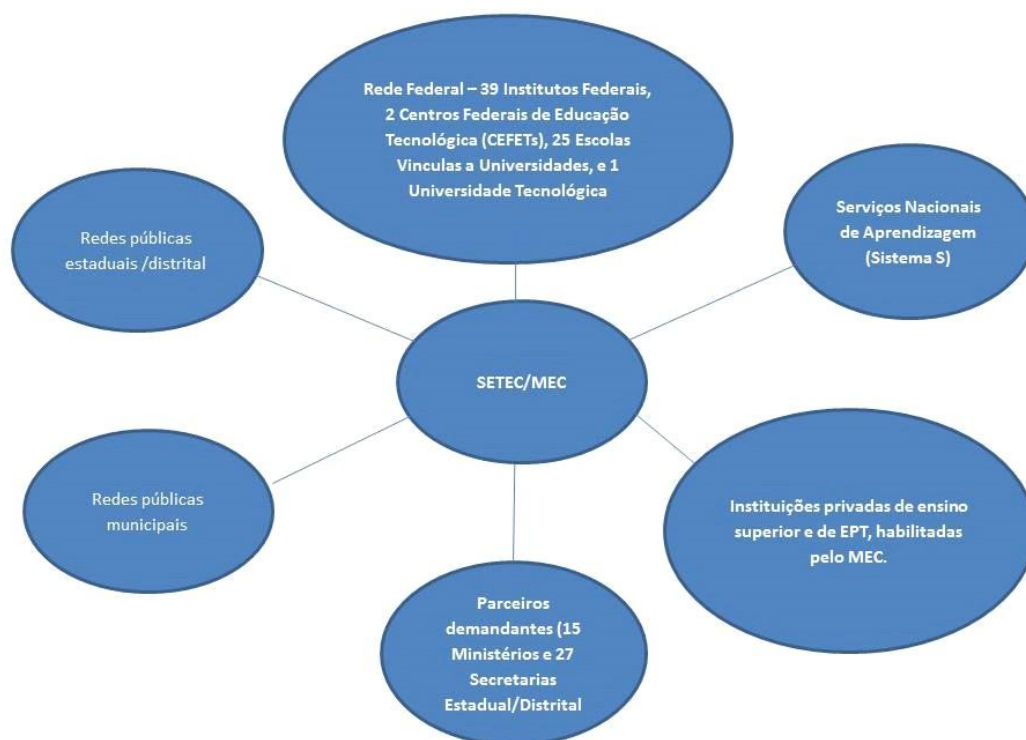 Rede Federal – 39 Institutos Federais,
2 Centros Federais de Educação
Tecnológica (CEFETs), 25 Escolas
Vinculas a Universidades, e 1
Universidade Tecnológica
Redes públicas
estaduais /distrital
Serviços Nacionais
de Aprendizagem
(Sistema S)
SETEC/MEC
Redes públicas
municipais
Instituições privadas de ensino
superior e de EPT, habilitadas
pelo MEC.
Parceiros
demandantes (15
Ministérios e 27
Secretarias
Estadual/Distrital